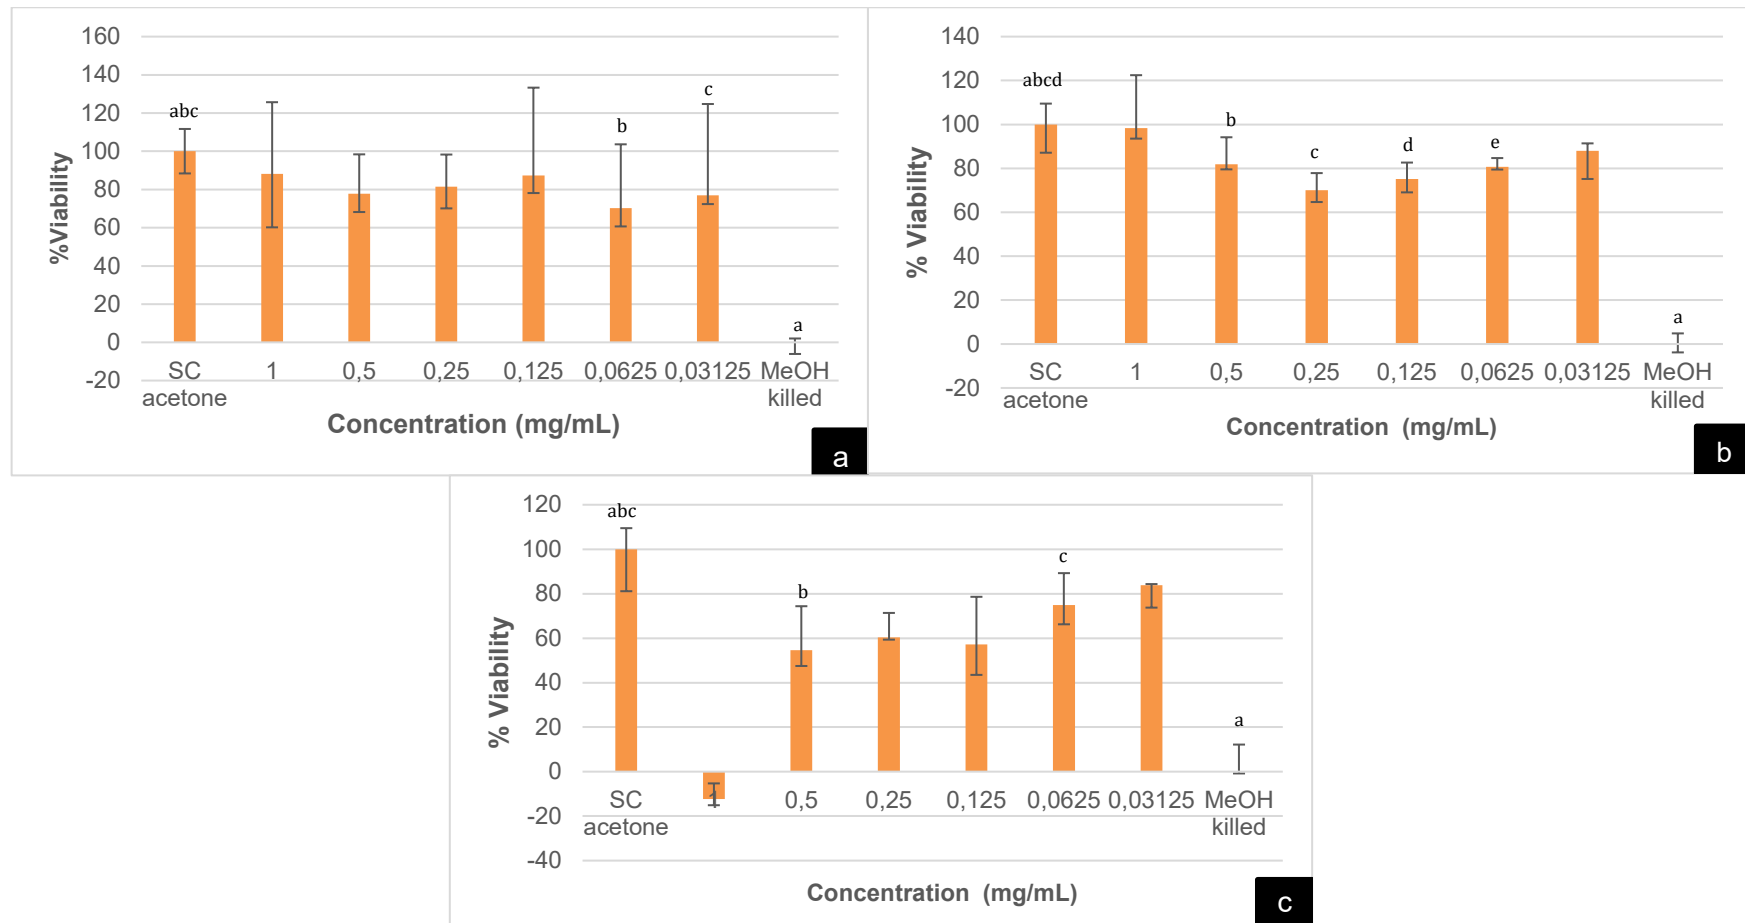 160
140
120
100
80
60
40
20
0
-20
%Viability
abc
b
c
a
SC acetone
1
0,5
0,25
0,125
0,0625
0,03125
MeOH killed
Concentration (mg/mL)
a
140
120
100
80
60
40
20
0
-20
% Viability
abcd
b
c
d
e
a
SC acetone
1
0,5
0,25
0,125
0,0625
0,03125
MeOH killed
Concentration (mg/mL)
b
120
100
80
60
40
20
0
-20
-40
% Viability
abc
b
c
a
SC acetone
1
0,5
0,25
0,125
0,0625
0,03125
MeOH killed
Concentration (mg/mL)
c